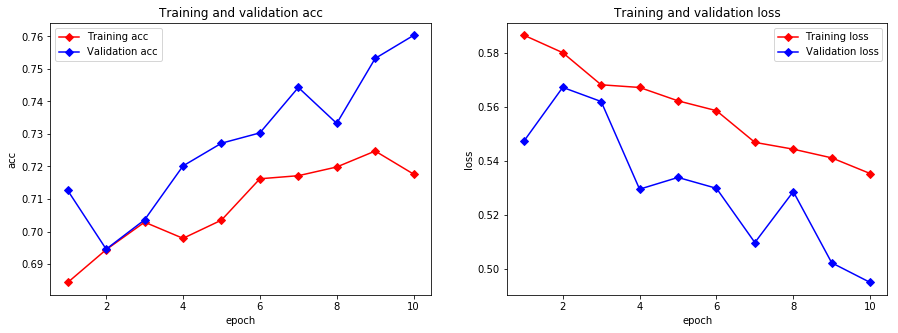 Training and validation acc
Training acc
Validation acc
0.76
0.75
0.74
0.73
0.72
0.71
0.70
0.69
acc
2
4
6
8
10
epoch
Training and validation loss
Training loss
Validation loss
0.58
0.56
0.54
0.52
0.50
loss
2
4
6
8
10
epoch